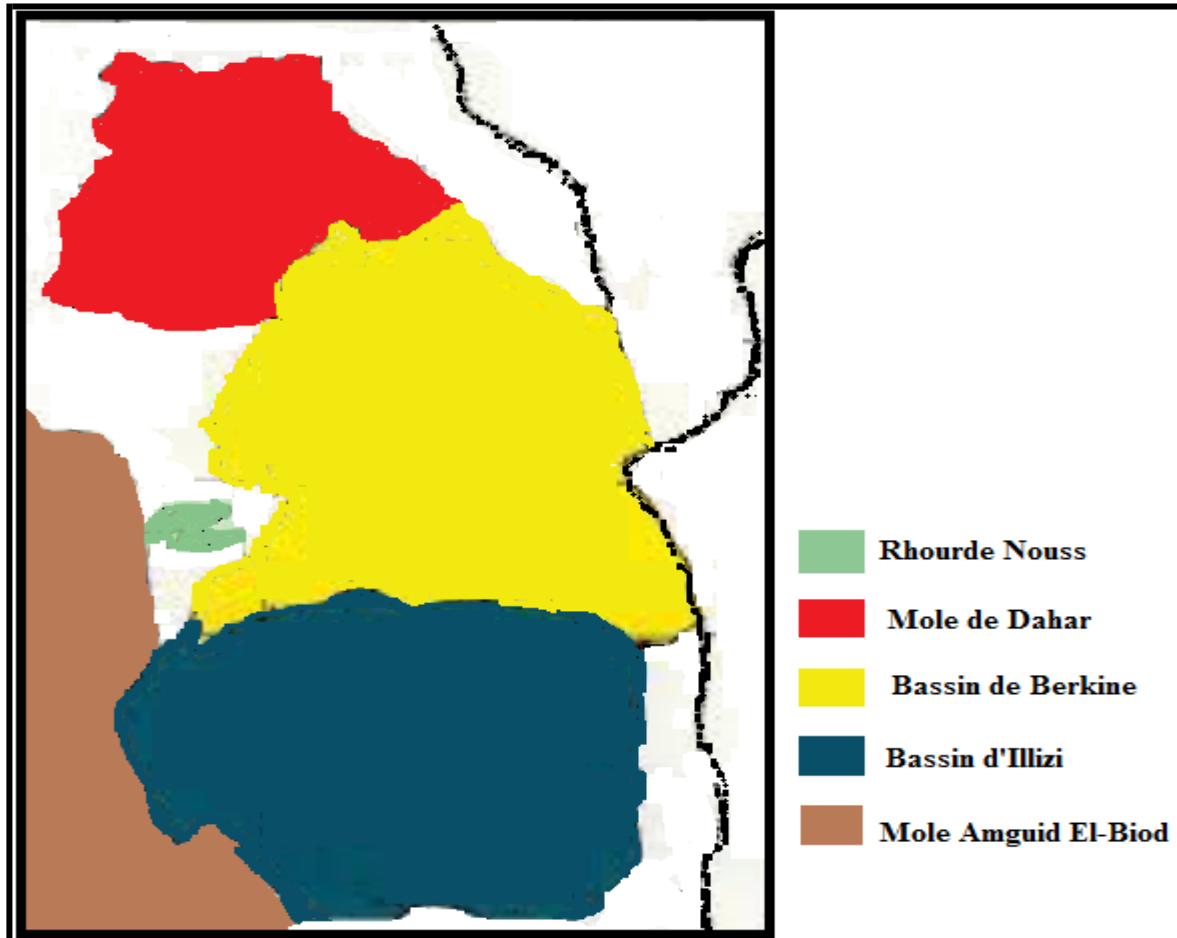 Rhourde Nouss
Mole de Dahar
Bassin de Berkine
Bassin d'Illizi
Mole Amguid El-Biod